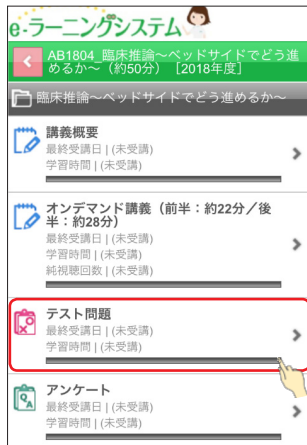 e-ラーニングシステム
AB1804_臨床推論～ベッドサイドでどう進
めるか～（約50分）［2018年度］
臨床推論～ベッドサイドでどう進めるか～
講義概要
最終受講日 | (未受講)
学習時間 | (未受講)
オンデマンド講義（前半：約22分／後
半：約28分）
最終受講日 | (未受講)
学習時間 | (未受講)
純視聴回数 | (未受講)
テスト問題
最終受講日 | (未受講)
学習時間 | (未受講)
アンケート
最終受講日 | (未受講)
学習時間 | (未受講)